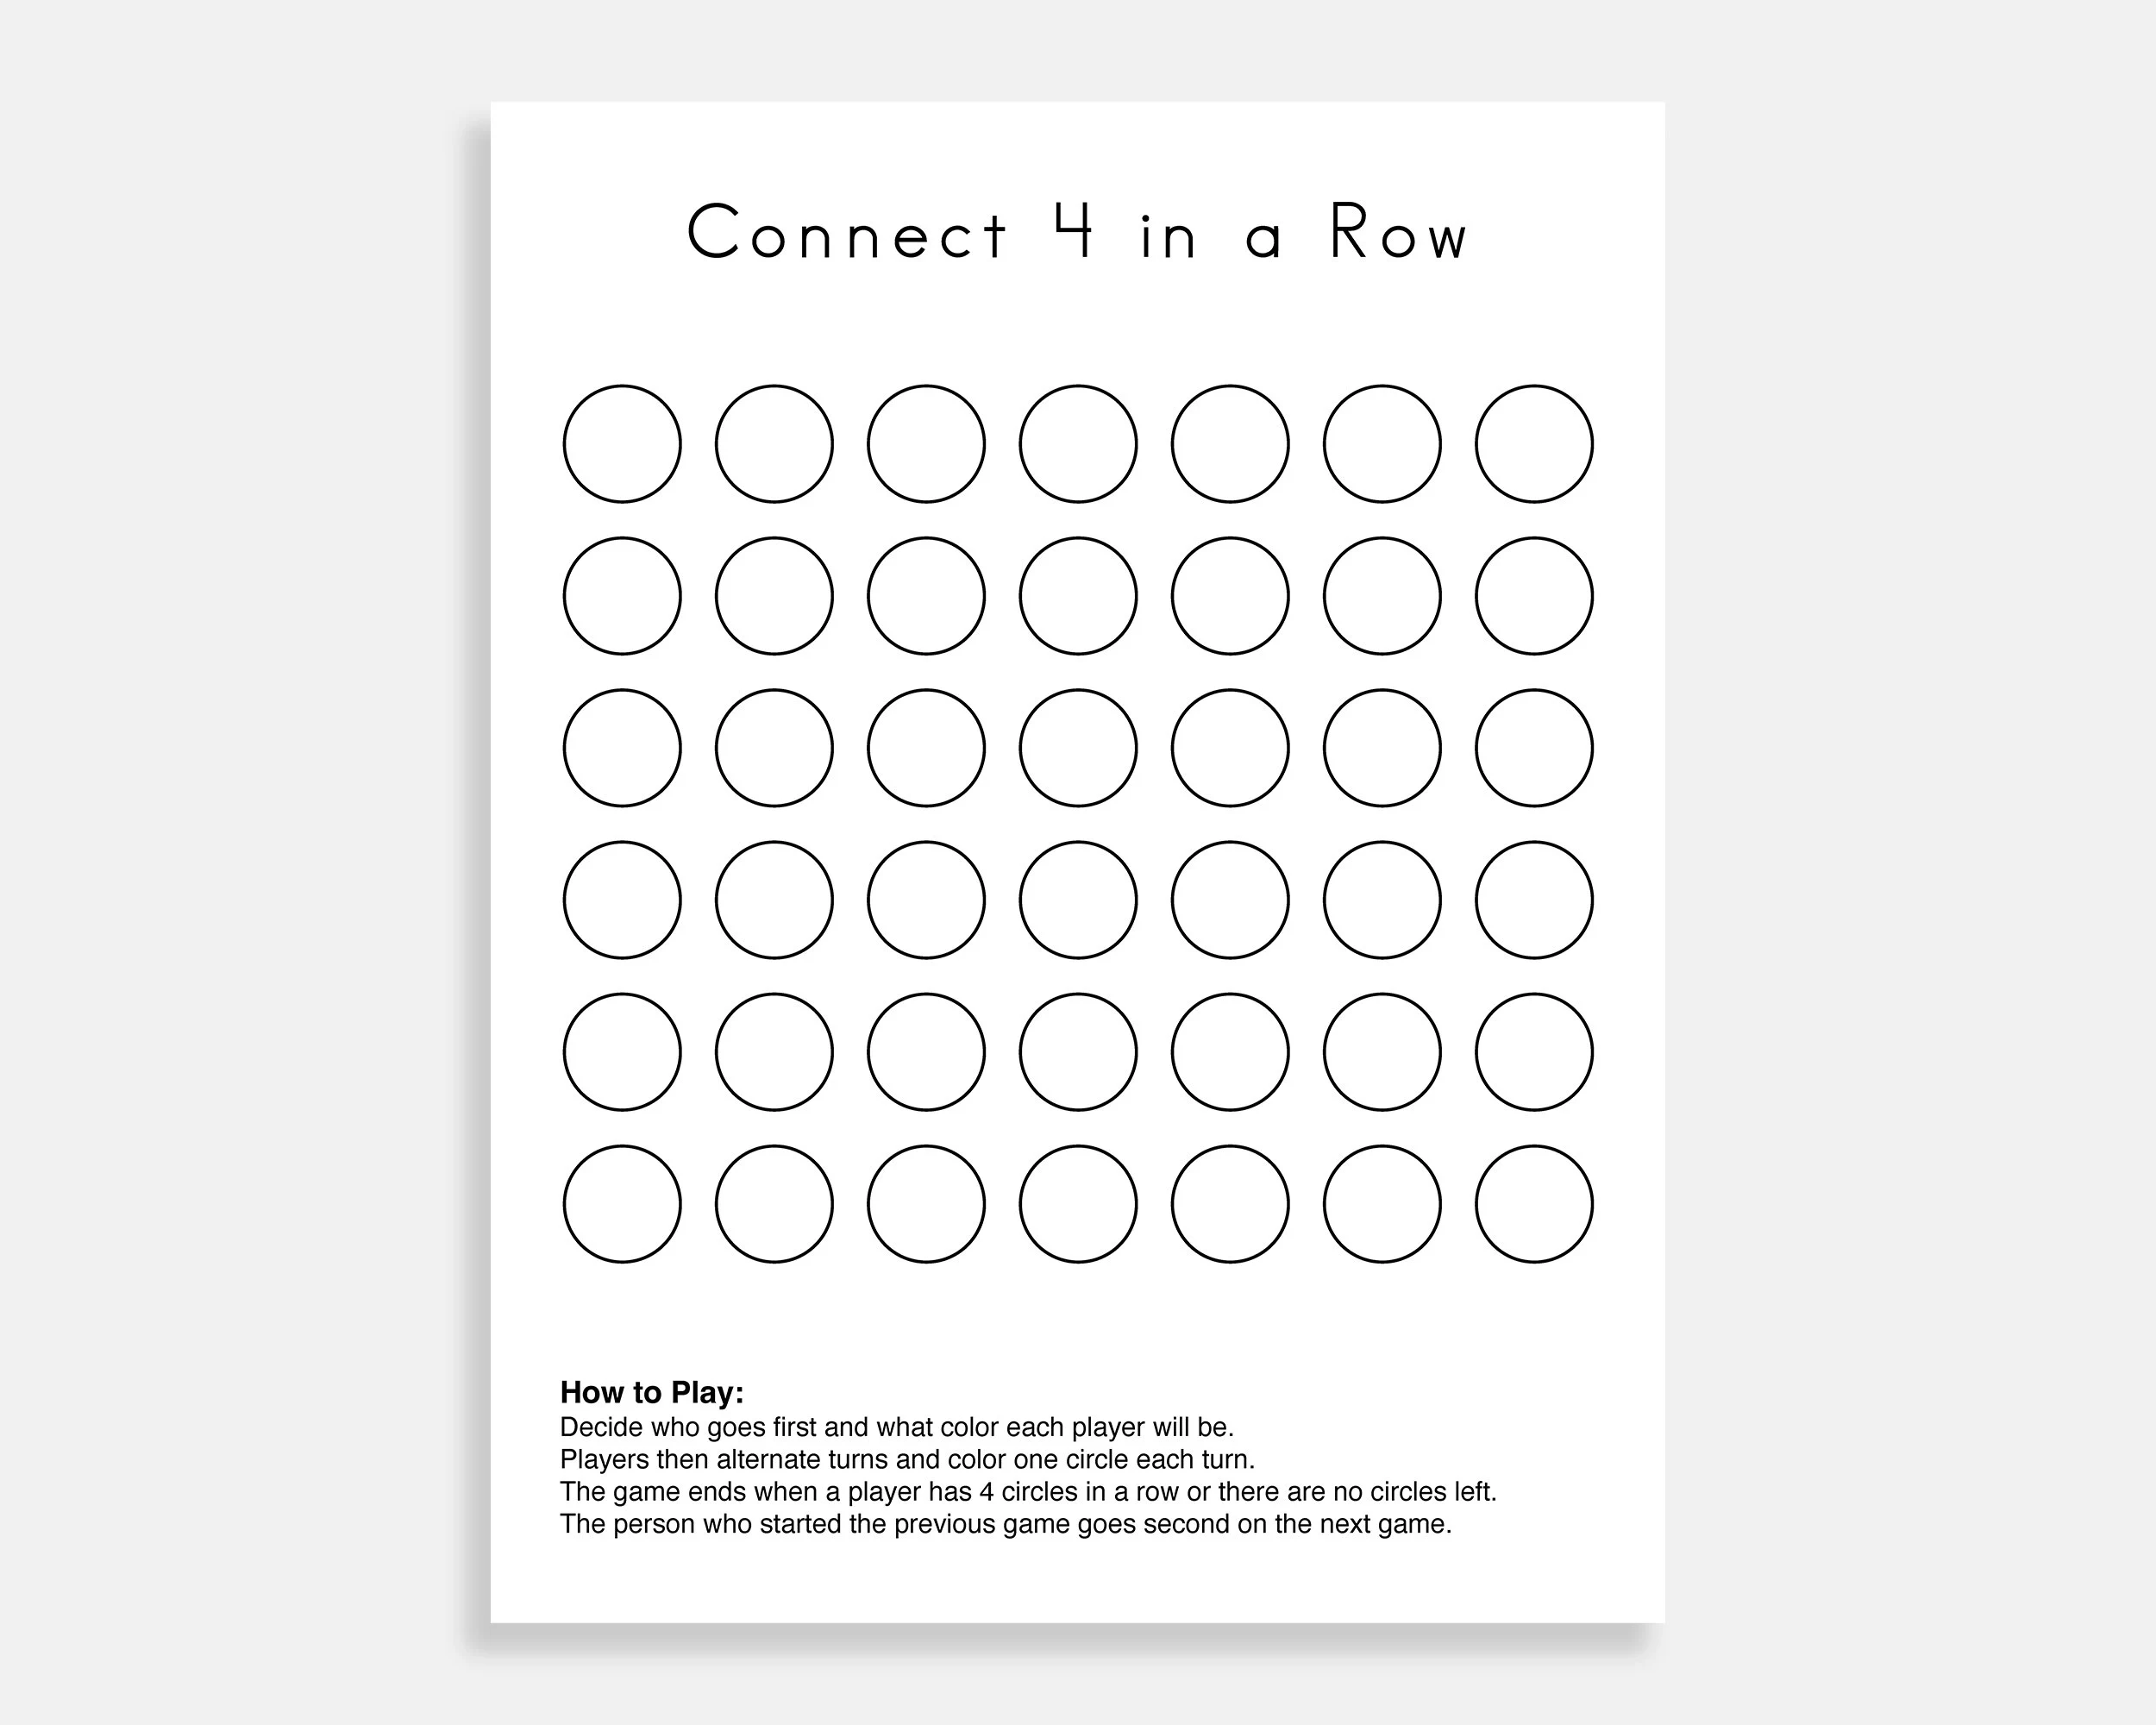 Connect 4 in a Row
How to Play:
Decide who goes first and what color each player will be.
Players then alternate turns and color one circle each turn.
The game ends when a player has 4 circles in a row or there are no circles left.
The person who started the previous game goes second on the next game.